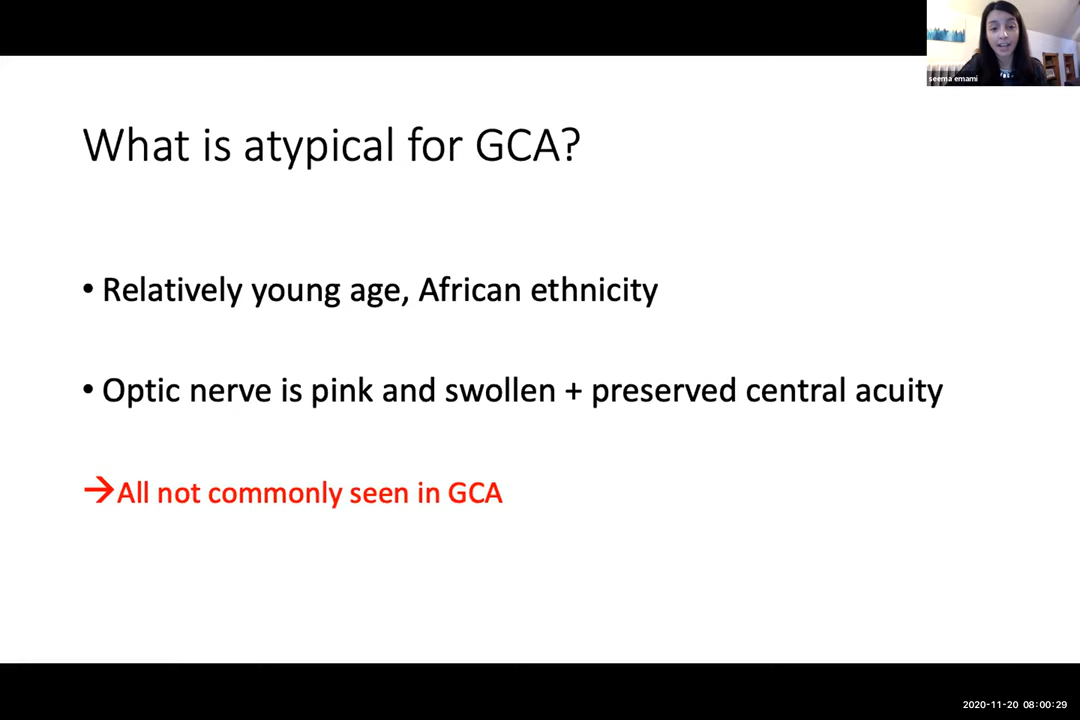 seema emami
What is atypical for GCA?
• Relatively young age, African ethnicity
• Optic nerve is pink and swollen + preserved central acuity
→All not commonly seen in GCA
2020-11-20 08:00:29